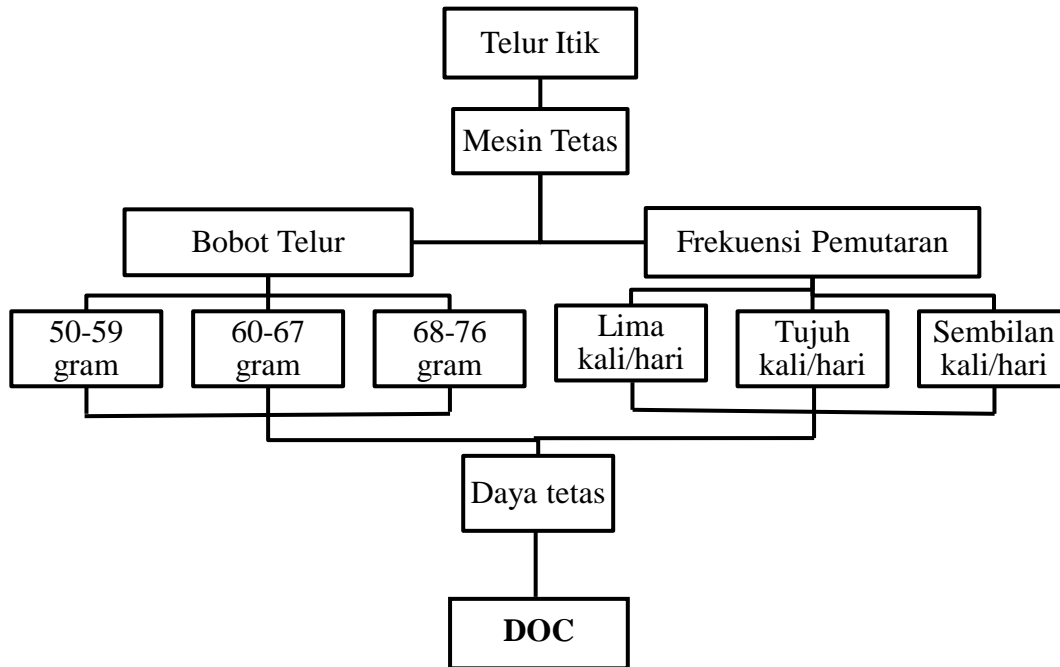 Telur Itik
Mesin Tetas
Bobot Telur
Frekuensi Pemutaran
50-59
gram
60-67
gram
68-76
gram
Lima
kali/hari
Tujuh
kali/hari
Sembilan
kali/hari
Daya tetas
DOC